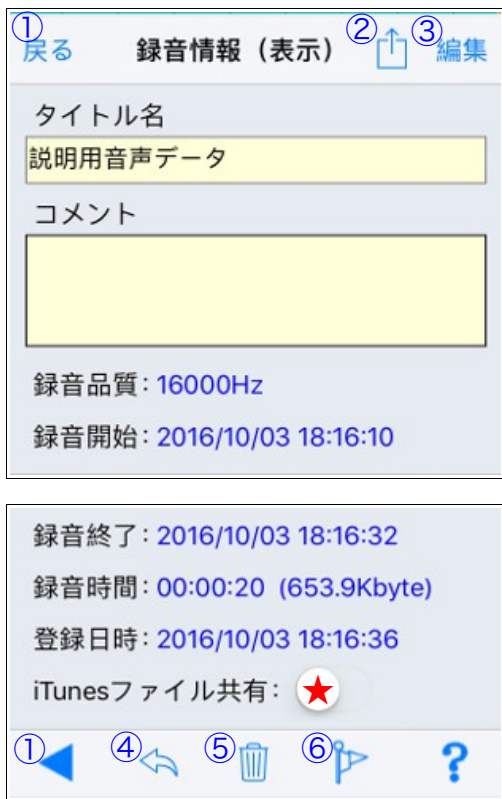 ①
戻る 録音情報（表示） ② ③ 編集
タイトル名
説明用音声データ
コメント
録音品質：16000Hz
録音開始：2016/10/03 18:16:10
録音終了：2016/10/03 18:16:32
録音時間：00:00:20 (653.9Kbyte)
登録日時：2016/10/03 18:16:36
iTunesファイル共有：
① ④ ⑤ ⑥ ?